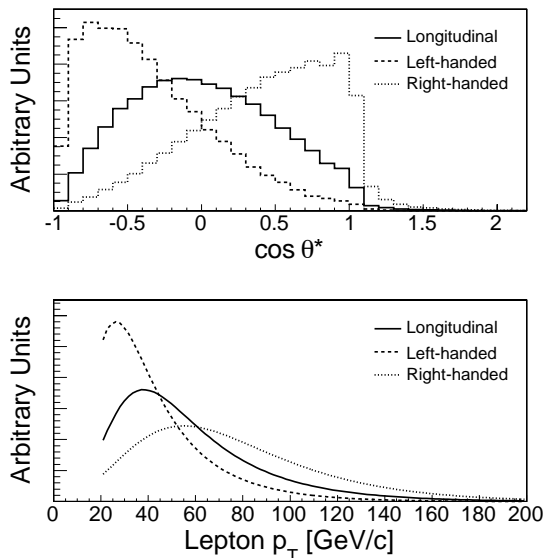 Arbitrary Units
Longitudinal
Left-handed
Right-handed
-1 -0.5 0 0.5 1 1.5 2
cos θ*
Arbitrary Units
Longitudinal
Left-handed
Right-handed
0 20 40 60 80 100 120 140 160 180 200
Lepton p_T [GeV/c]